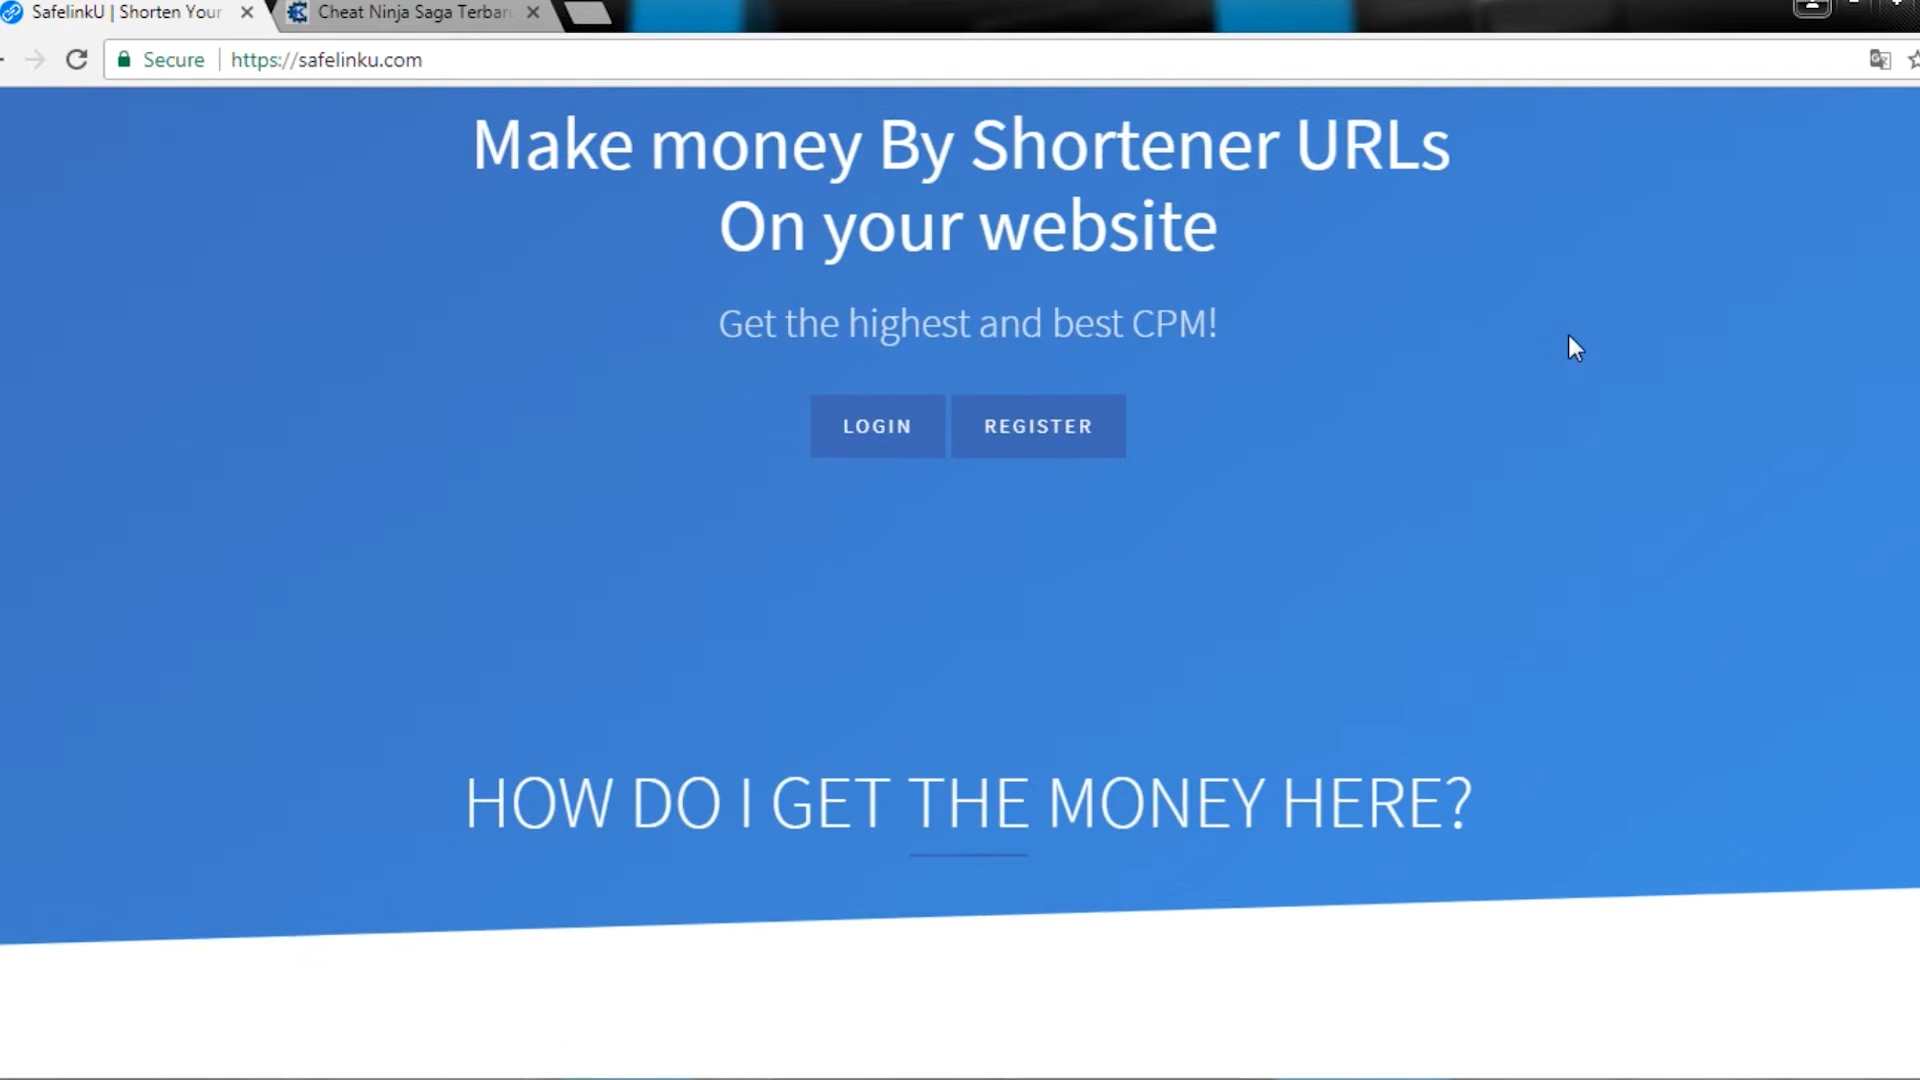 SafelinkU | Shorten Your
Cheat Ninja Saga Terbar
Secure
https://safelinku.com
Make money By Shortener URLs
On your website
Get the highest and best CPM!
LOGIN
REGISTER
HOW DO I GET THE MONEY HERE?